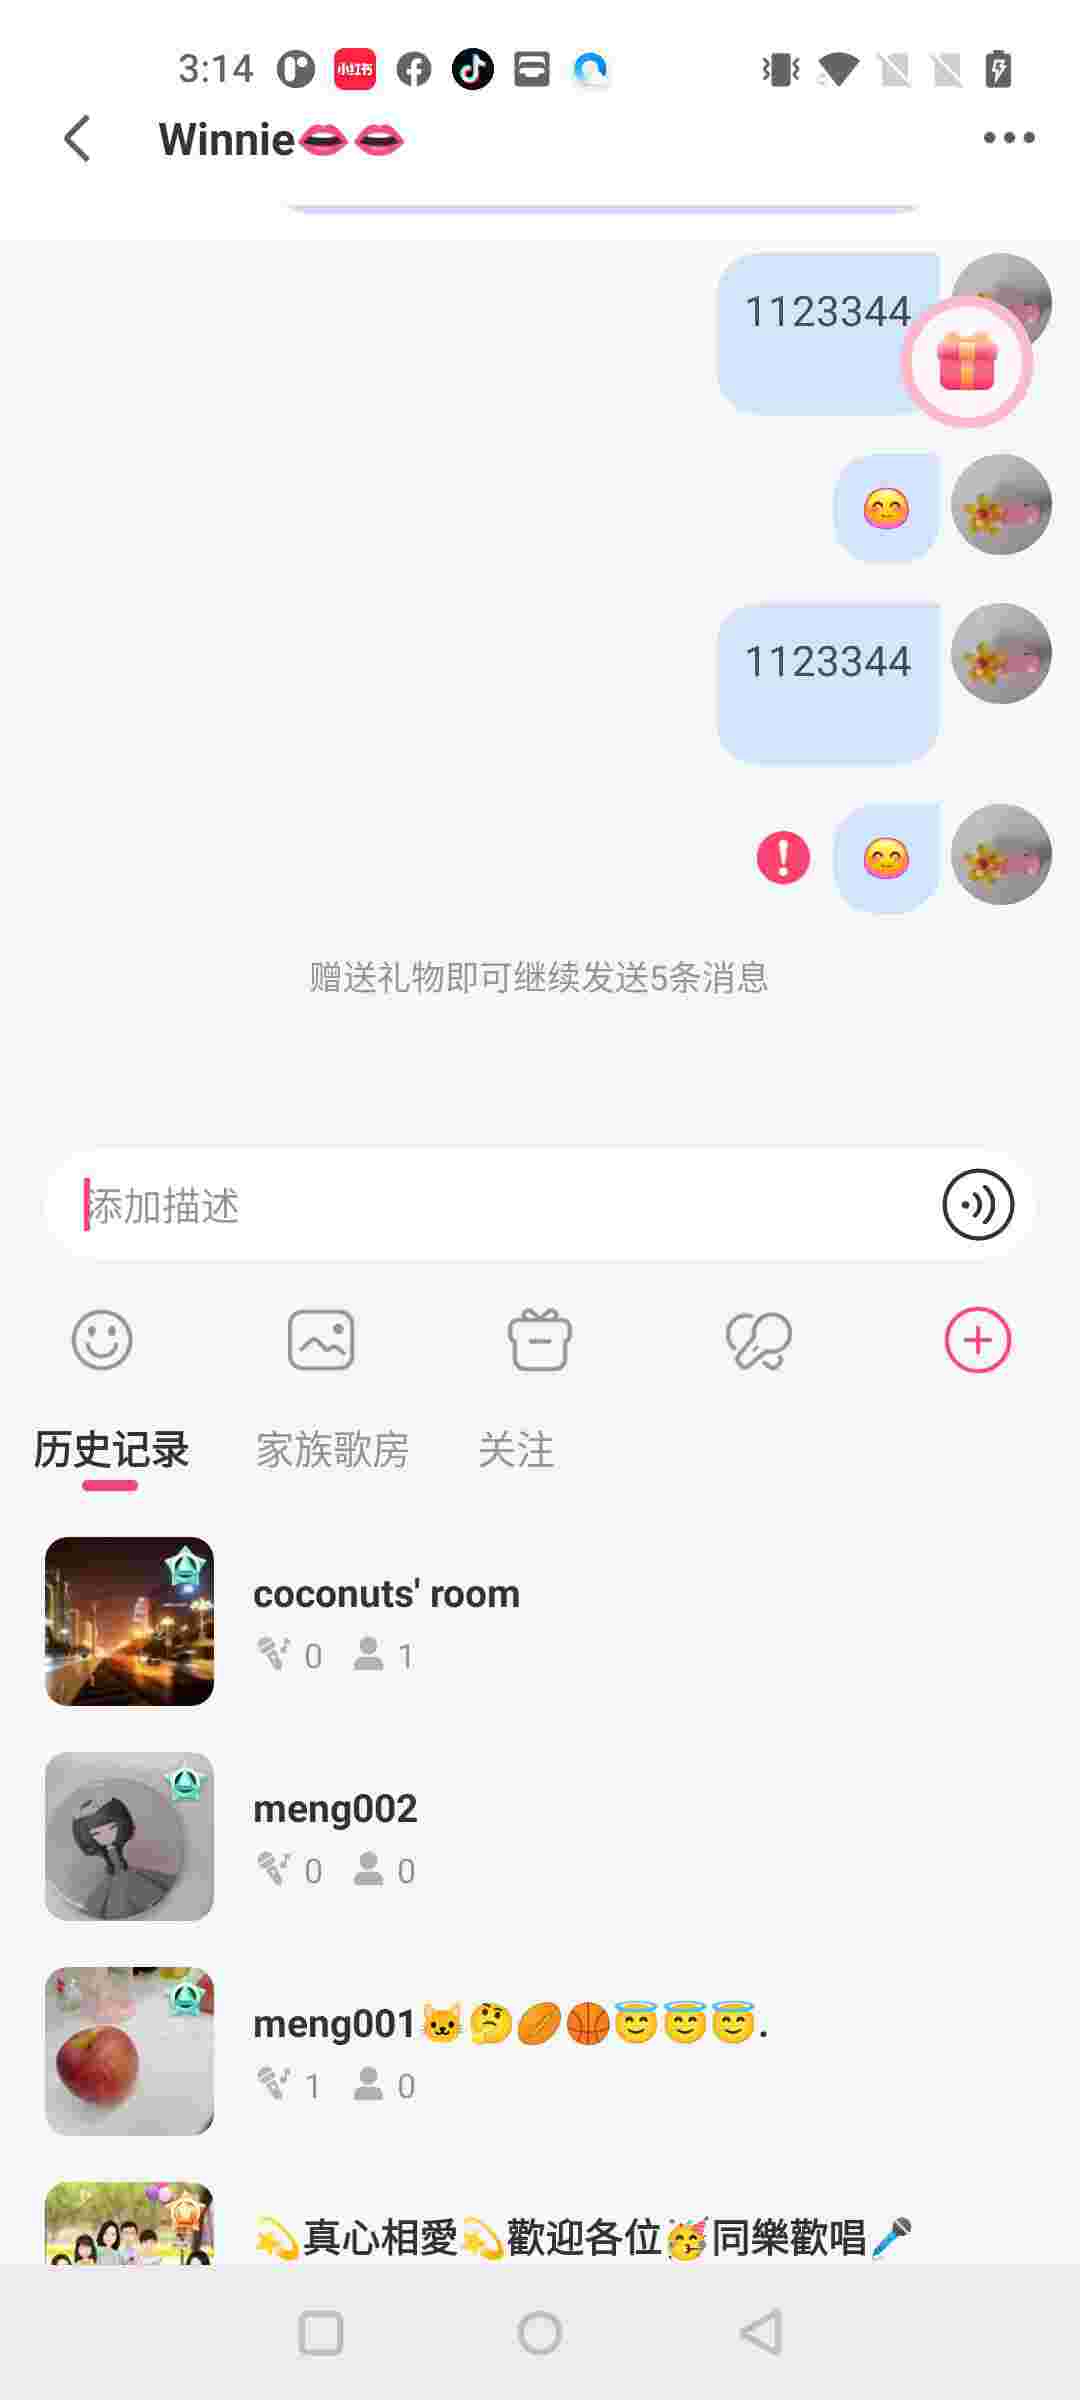 3:14
小红书
Winnie👄👄
1123344
😊
1123344
😊
赠送礼物即可继续发送5条消息
添加描述
历史记录 家族歌房 关注
coconuts' room
0 1
meng002
0 0
meng001🐱🤔🏉🏀😇😇😇.
1 0
💫真心相愛💫歡迎各位🥳同樂歡唱🎤